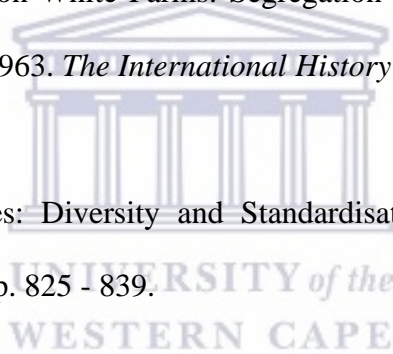 on White Farms: Segregation
963. The International History
es: Diversity and Standardisat
p. 825 - 839.
UNIVERSITY of the
WESTERN CAPE